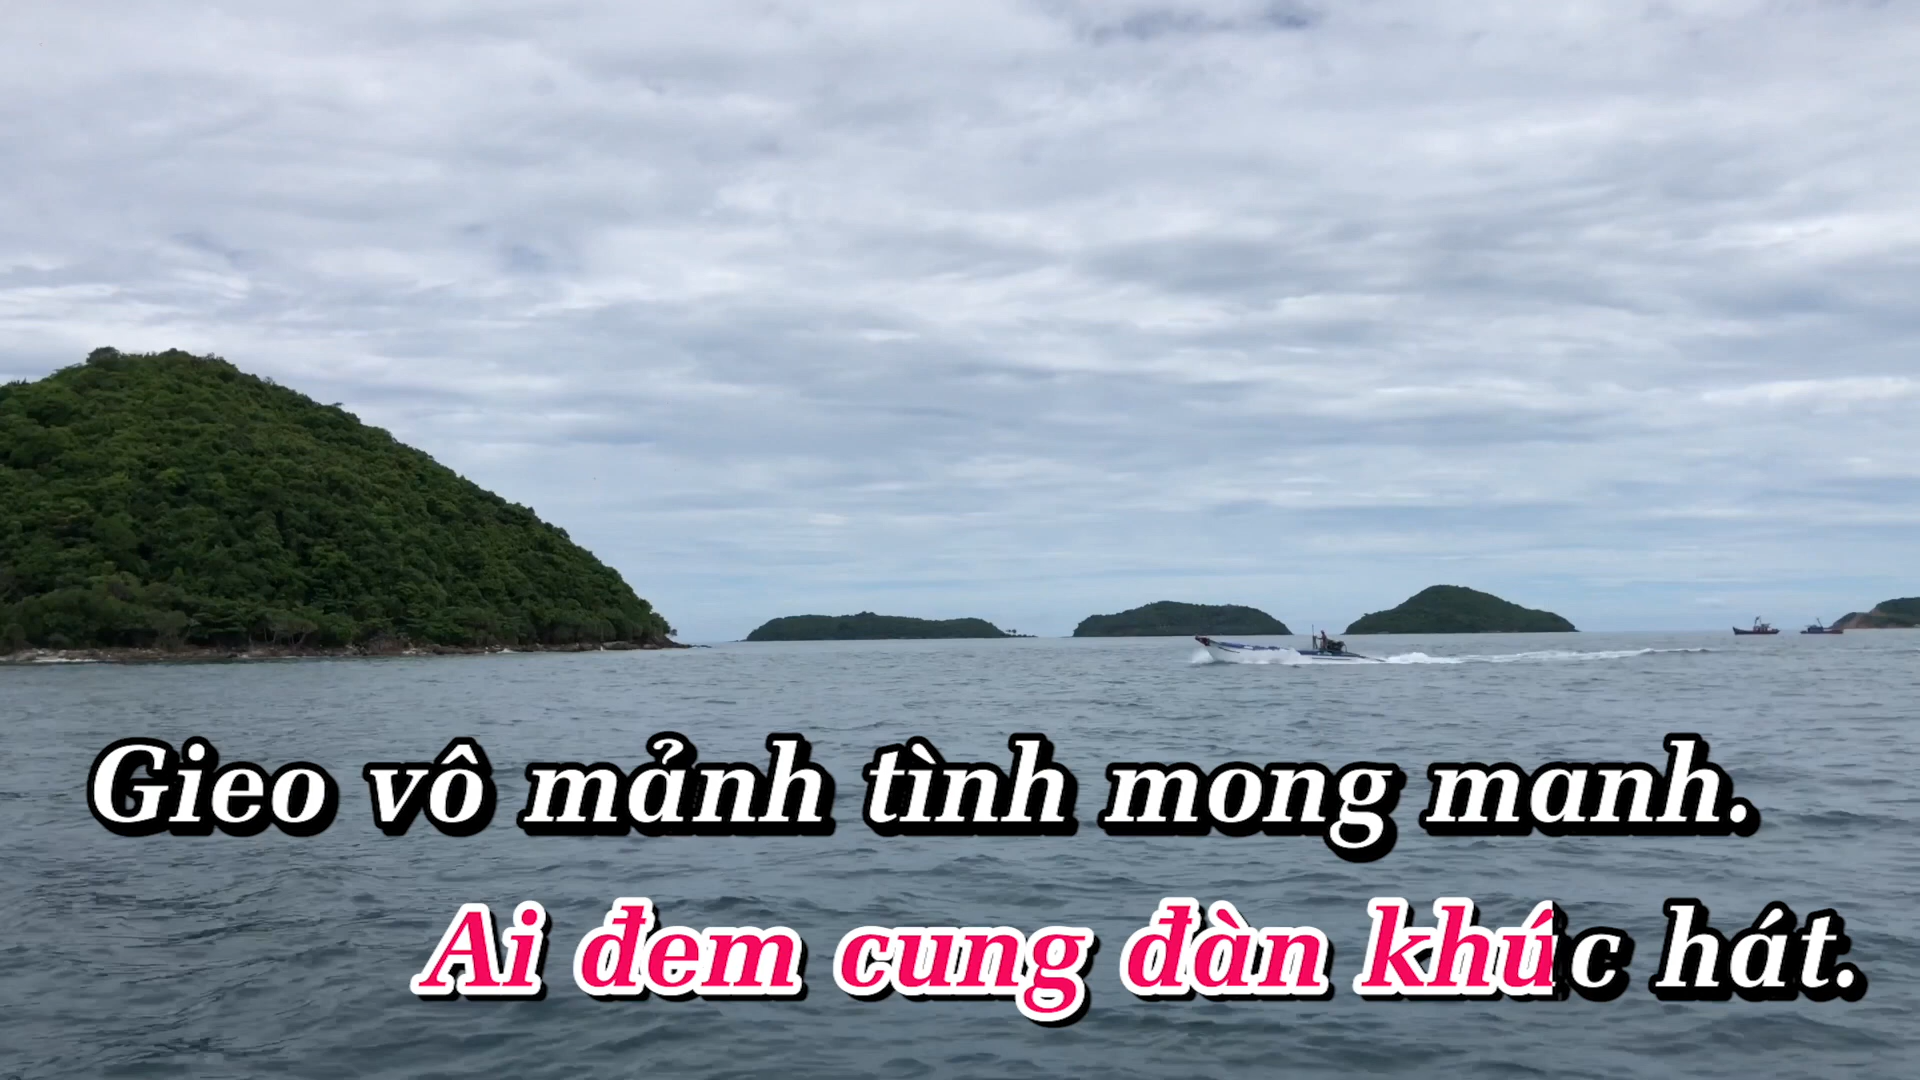 Gieo vô mảnh tình mong manh.
Ai đem cung đàn khúc hát.